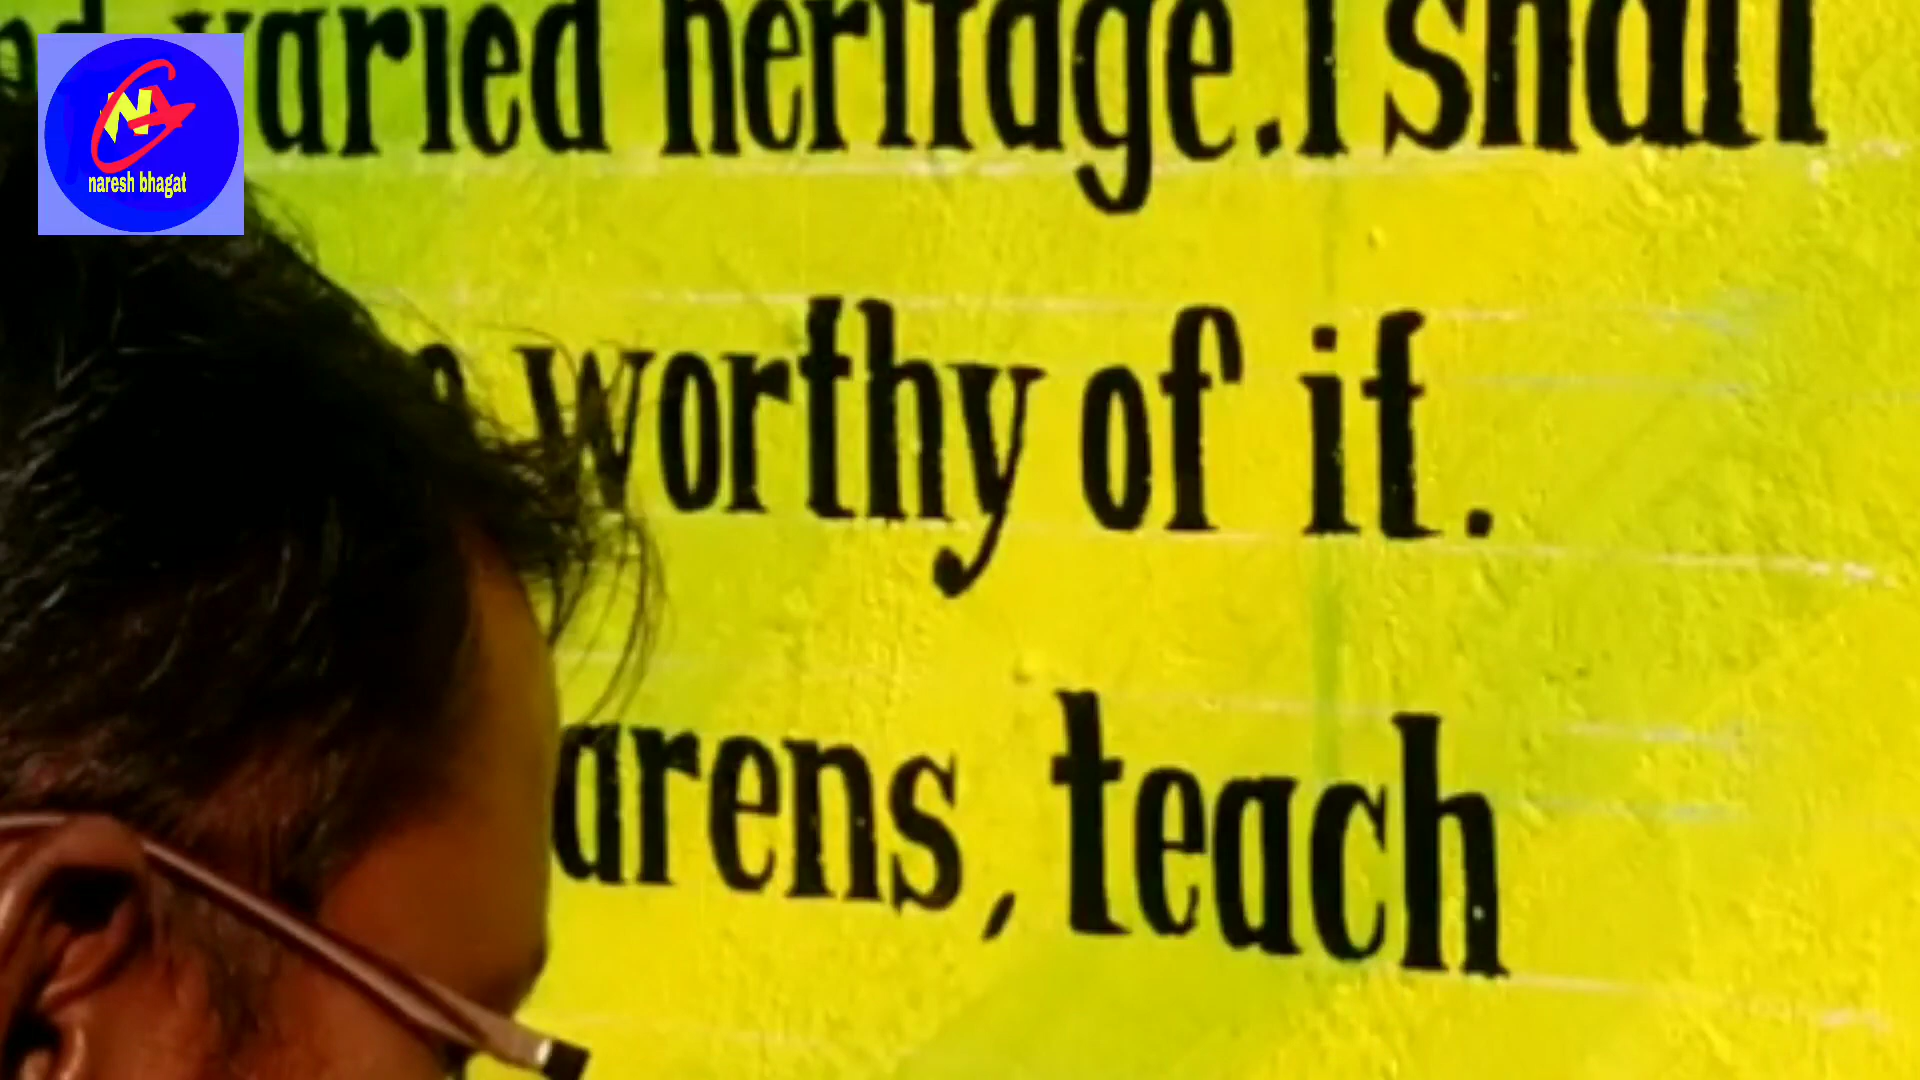 naresh bhagat
varied heritage. I shall
worthy of it.
arens, teach